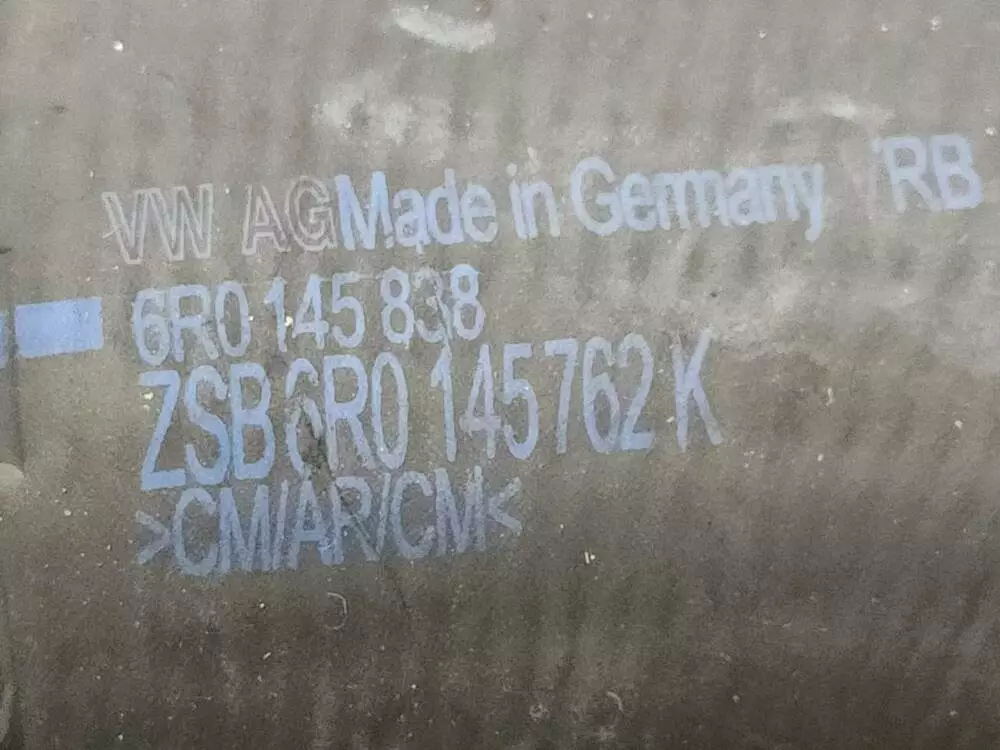 VW AG Made in Germany RB
6R0 145 838
ZSB 6R0 145 762 K
>CM/AR/CM<